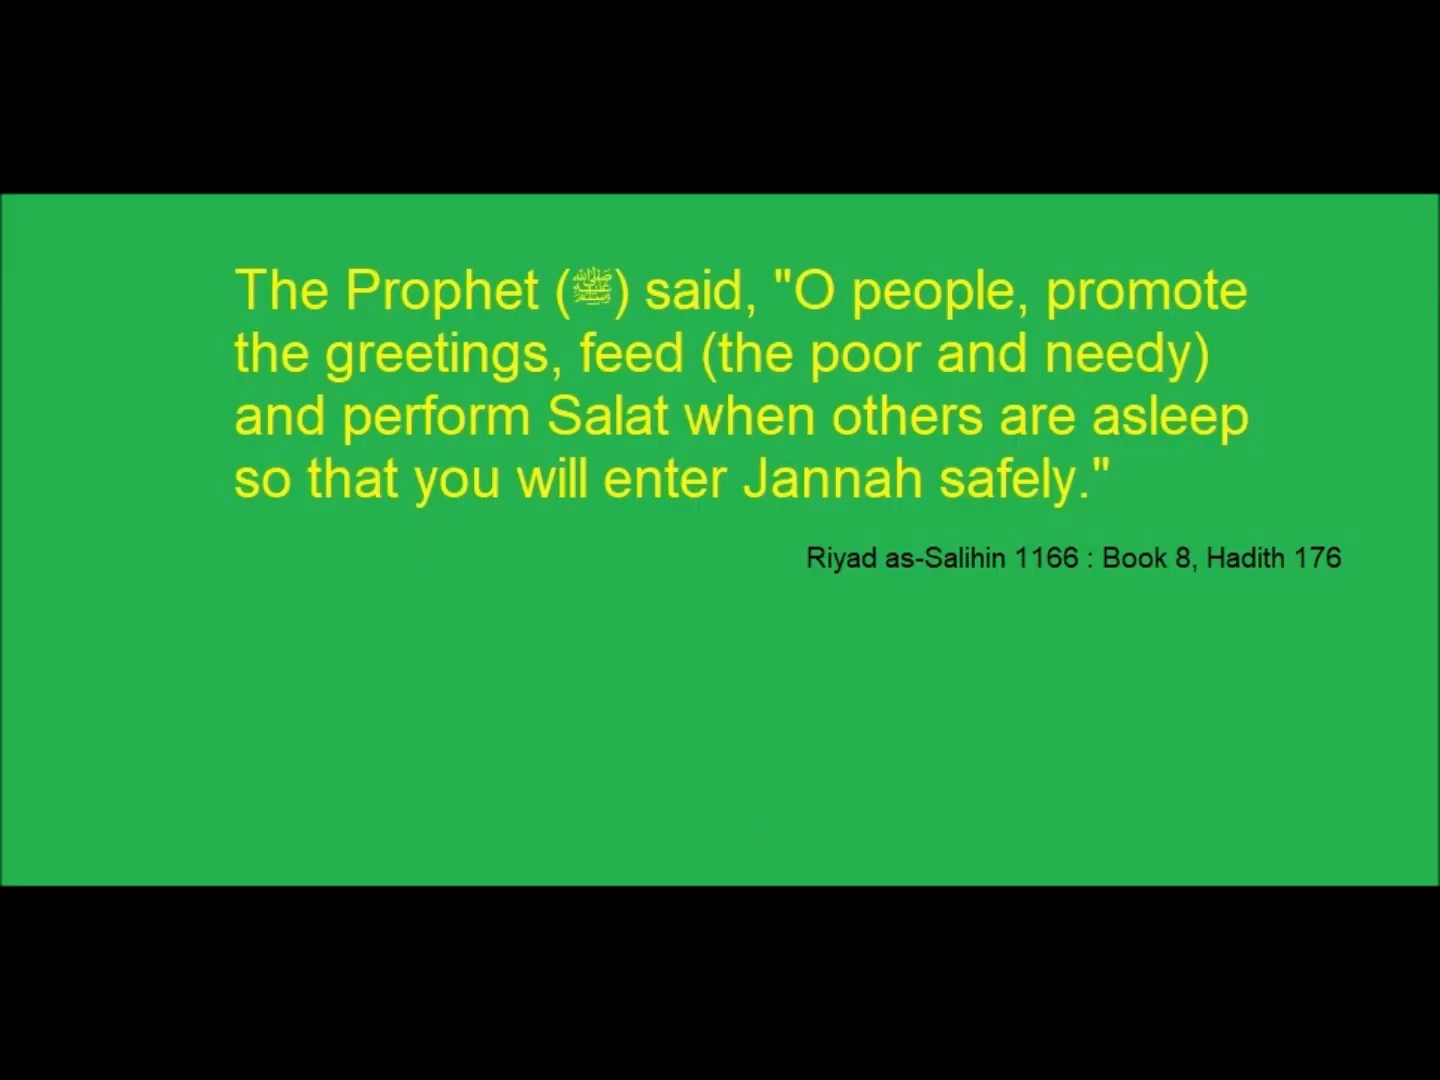 The Prophet (ﷺ) said, "O people, promote
the greetings, feed (the poor and needy)
and perform Salat when others are asleep
so that you will enter Jannah safely."
Riyad as-Salihin 1166 : Book 8, Hadith 176